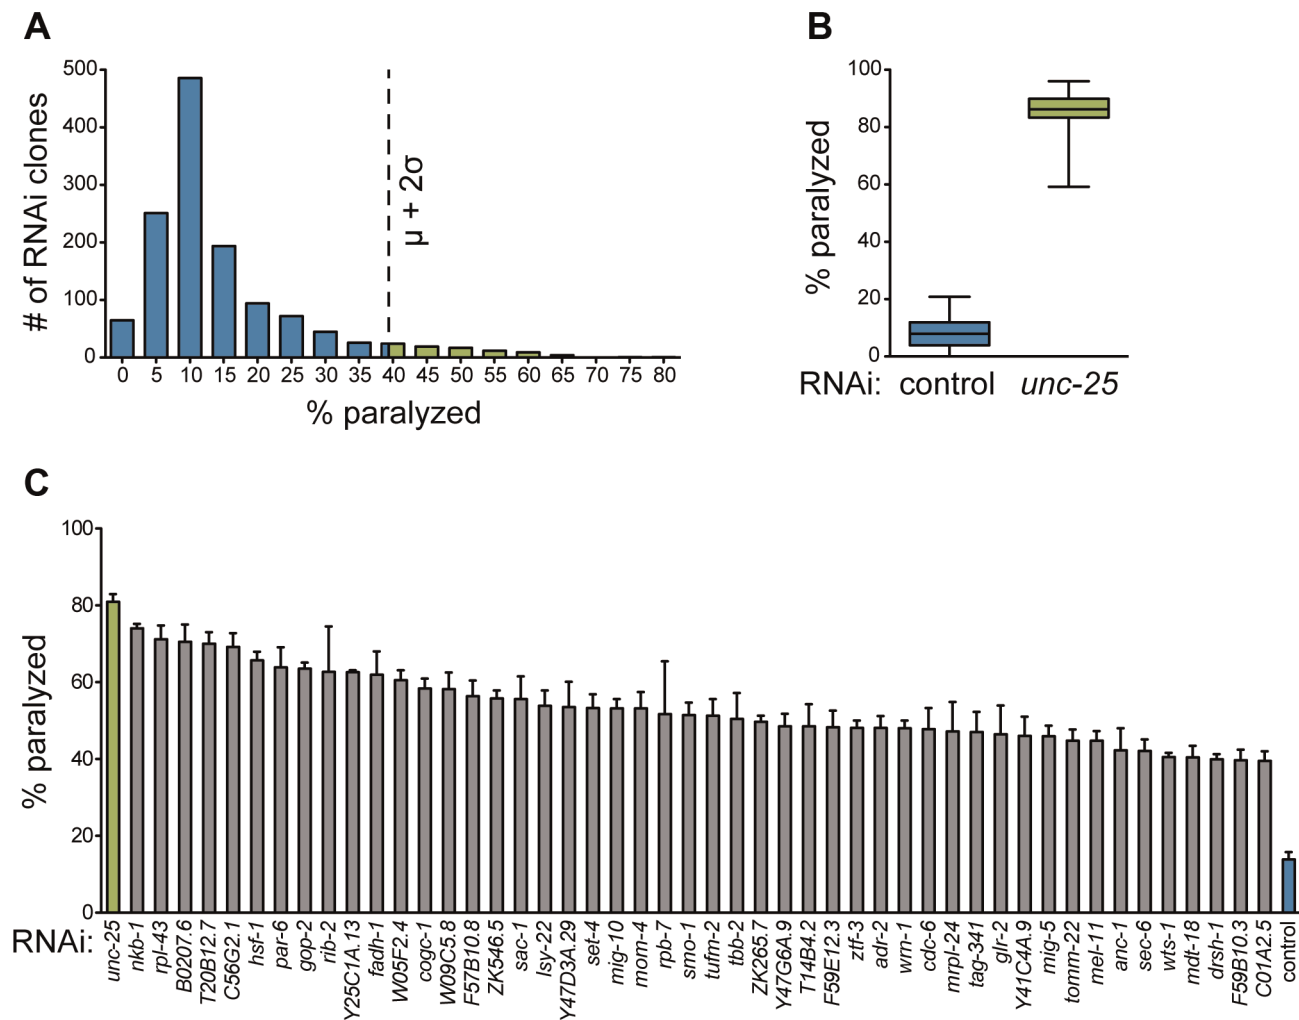 A
# of RNAi clones
500
400
300
200
100
0
μ + 2σ
0 5 10 15 20 25 30 35 40 45 50 55 60 65 70 75 80
% paralyzed
B
% paralyzed
100
80
60
40
20
0
RNAi: control unc-25
C
% paralyzed
100
80
60
40
20
0
RNAi:
unc-25
nkb-1
rpl-43
B0207.6
T20B12.7
C56G2.1
hsf-1
par-6
gop-2
rib-2
Y25C1A.13
fadh-1
W05F2.4
cogc-1
W09C5.8
F57B10.8
ZK546.5
sac-1
lsy-22
Y47D3A.29
set-4
mig-10
mom-4
rpb-7
smo-1
tufm-2
tbb-2
ZK265.7
Y47G6A.9
T14B4.2
F59E12.3
ztf-3
adr-2
wrn-1
cdc-6
mrpl-24
tag-341
glr-2
Y41C4A.9
mig-5
tomm-22
mel-11
anc-1
sec-6
wts-1
mdt-18
drsh-1
F59B10.3
C01A2.5
control